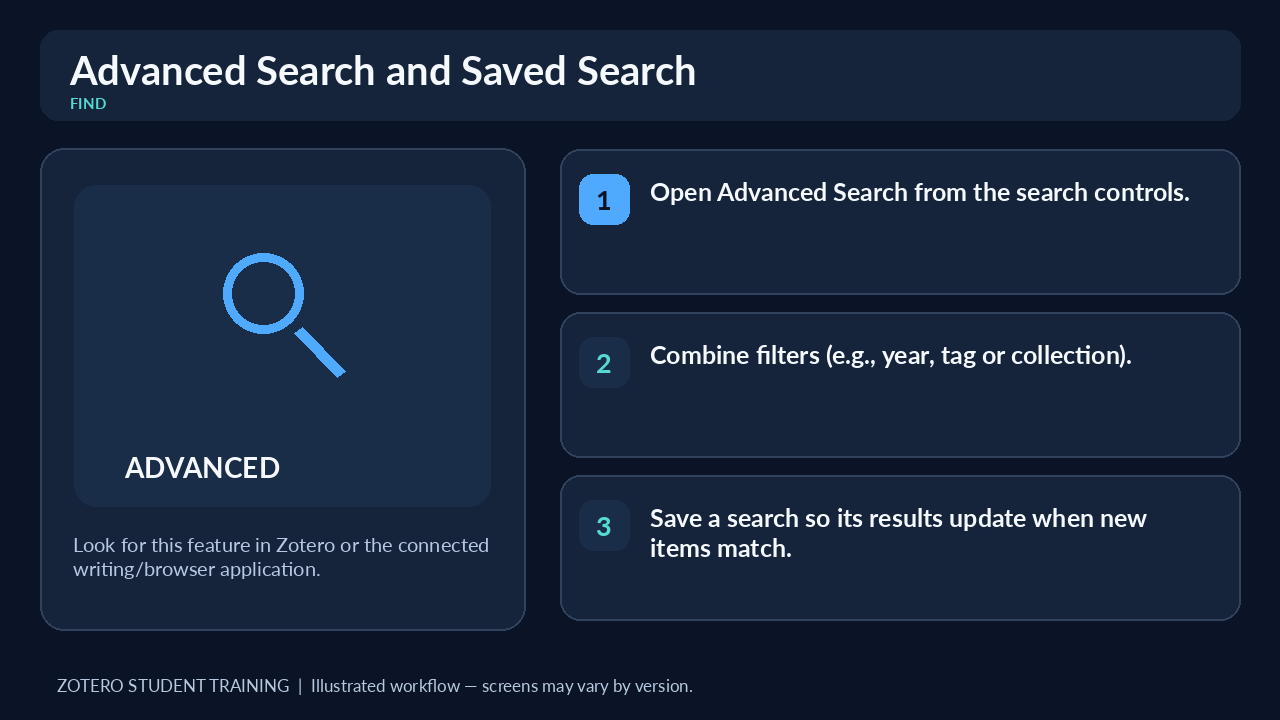 Advanced Search and Saved Search
FIND
ADVANCED
Look for this feature in Zotero or the connected
writing/browser application.
1
Open Advanced Search from the search controls.
2
Combine filters (e.g., year, tag or collection).
3
Save a search so its results update when new
items match.
ZOTERO STUDENT TRAINING | Illustrated workflow — screens may vary by version.